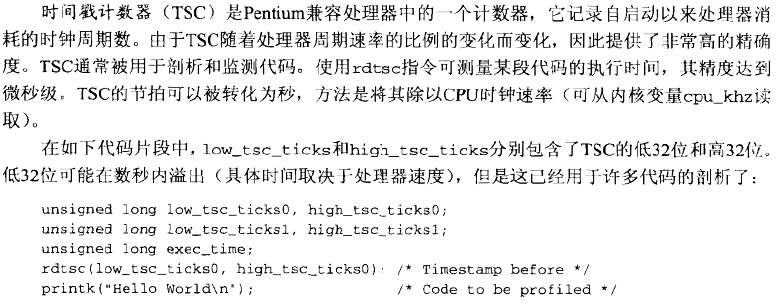 时间戳计数器（TSC）是Pentium兼容处理器中的一个计数器，它记录自启动以来处理器消
耗的时钟周期数。由于TSC随着处理器周期速率的比例的变化而变化，因此提供了非常高的精确
度。TSC通常被用于剖析和监测代码。使用rdtsc指令可测量某段代码的执行时间，其精度达到
微秒级。TSC的节拍可以被转化为秒，方法是将其除以CPU时钟速率（可从内核变量cpu_khz读
取）。
在如下代码片段中，low_tsc_ticks和high_tsc_ticks分别包含了TSC的低32位和高32位。
低32位可能在数秒内溢出（具体时间取决于处理器速度），但是这已经用于许多代码的剖析了：
unsigned long low_tsc_ticks0, high_tsc_ticks0;
unsigned long low_tsc_ticks1, high_tsc_ticks1;
unsigned long exec_time;
rdtsc(low_tsc_ticks0, high_tsc_ticks0); /* Timestamp before */
printk("Hello World\n"); /* Code to be profiled */